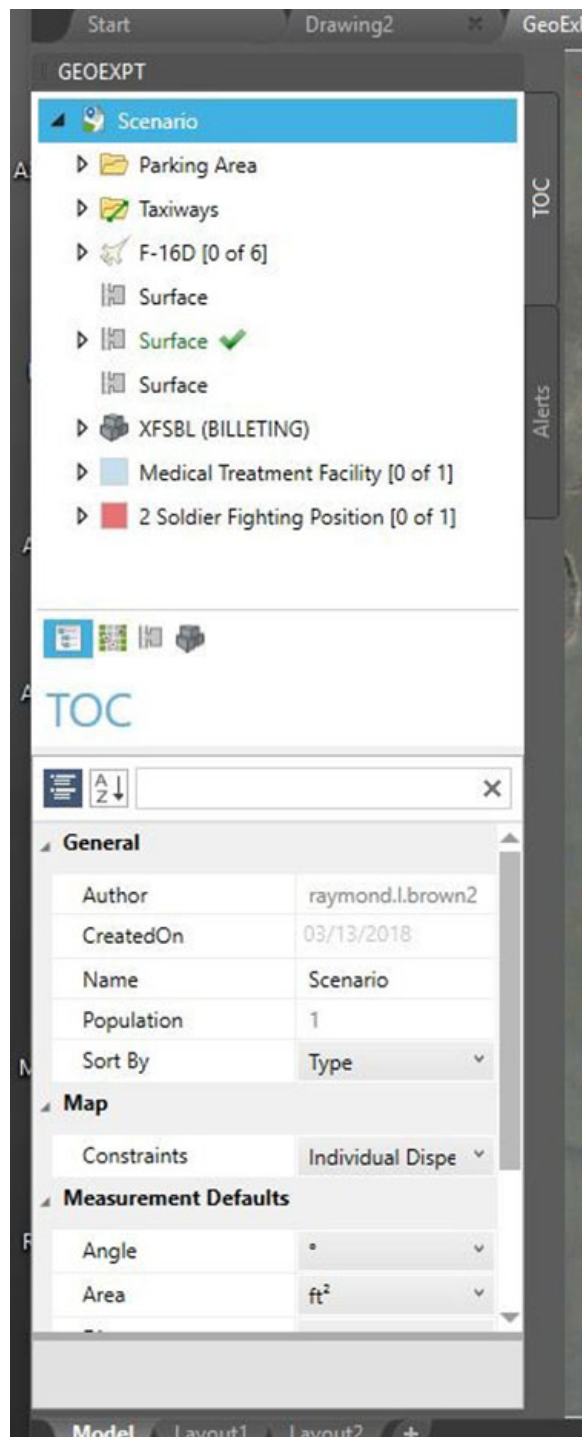 Start Drawing2 GeoEx
GEOEXPT
Scenario
Parking Area
Taxiways
F-16D [0 of 6]
Surface
Surface
Surface
XFSBL (BILLETING)
Medical Treatment Facility [0 of 1]
2 Soldier Fighting Position [0 of 1]
TOC
Alerts
TOC
A
Z
General
Author raymond.l.brown2
CreatedOn 03/13/2018
Name Scenario
Population 1
Sort By Type
Map
Constraints Individual Dispe
Measurement Defaults
Angle °
Area ft²
Model Layout1 Layout2 +